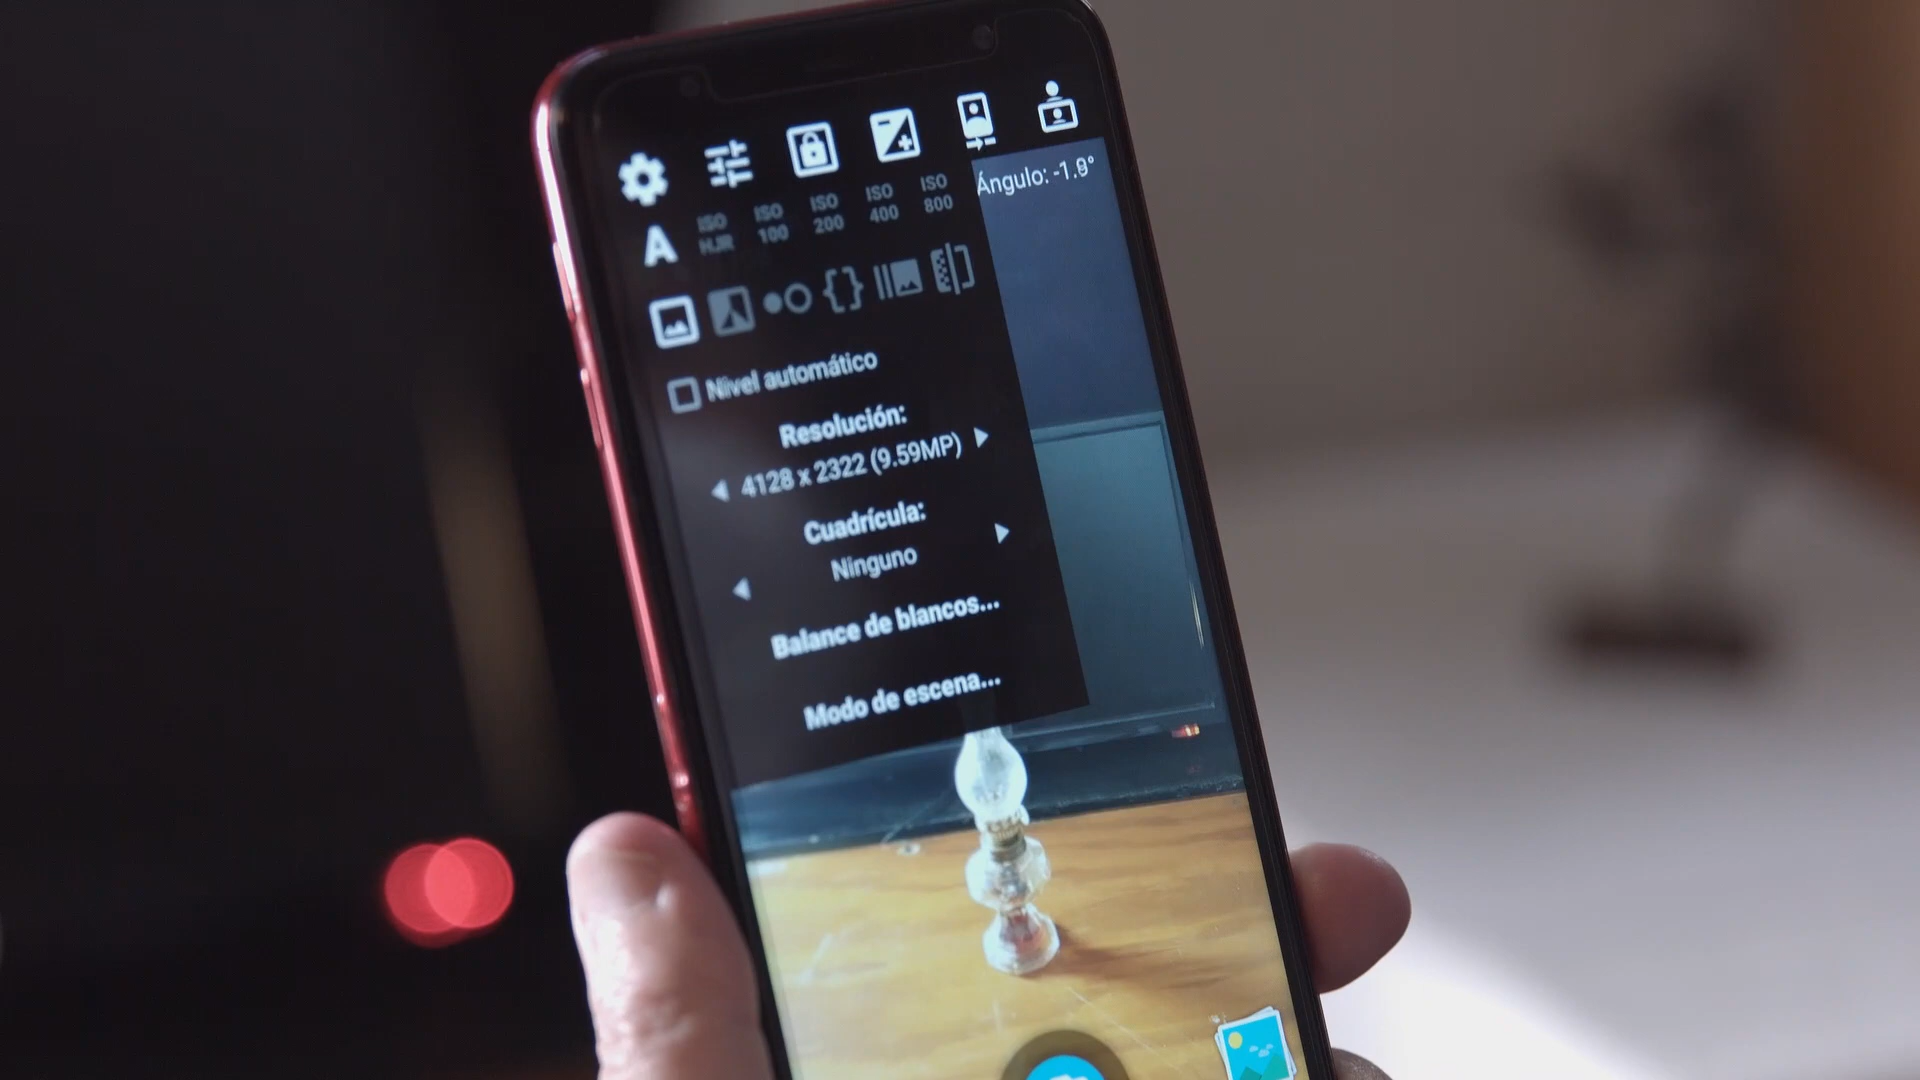 Ángulo: -1.8°
A
ISO HJR
ISO 100
ISO 200
ISO 400
ISO 800
Nivel automático
Resolución:
4128 x 2322 (9.59MP)
Cuadrícula:
Ninguno
Balance de blancos...
Modo de escena...